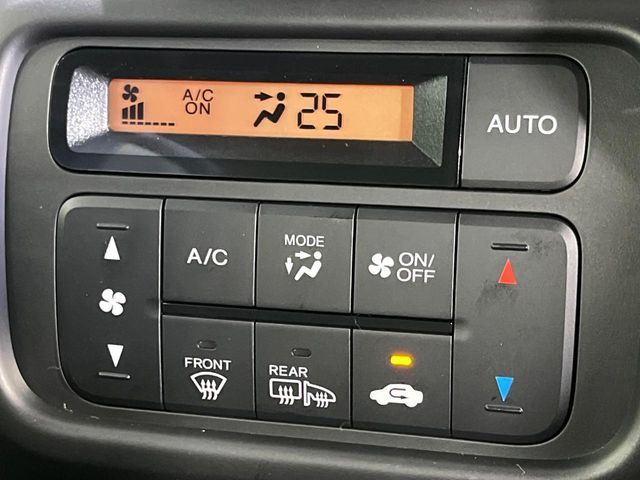 A/C
ON
25
AUTO
A/C
MODE
ON/
OFF
FRONT
REAR